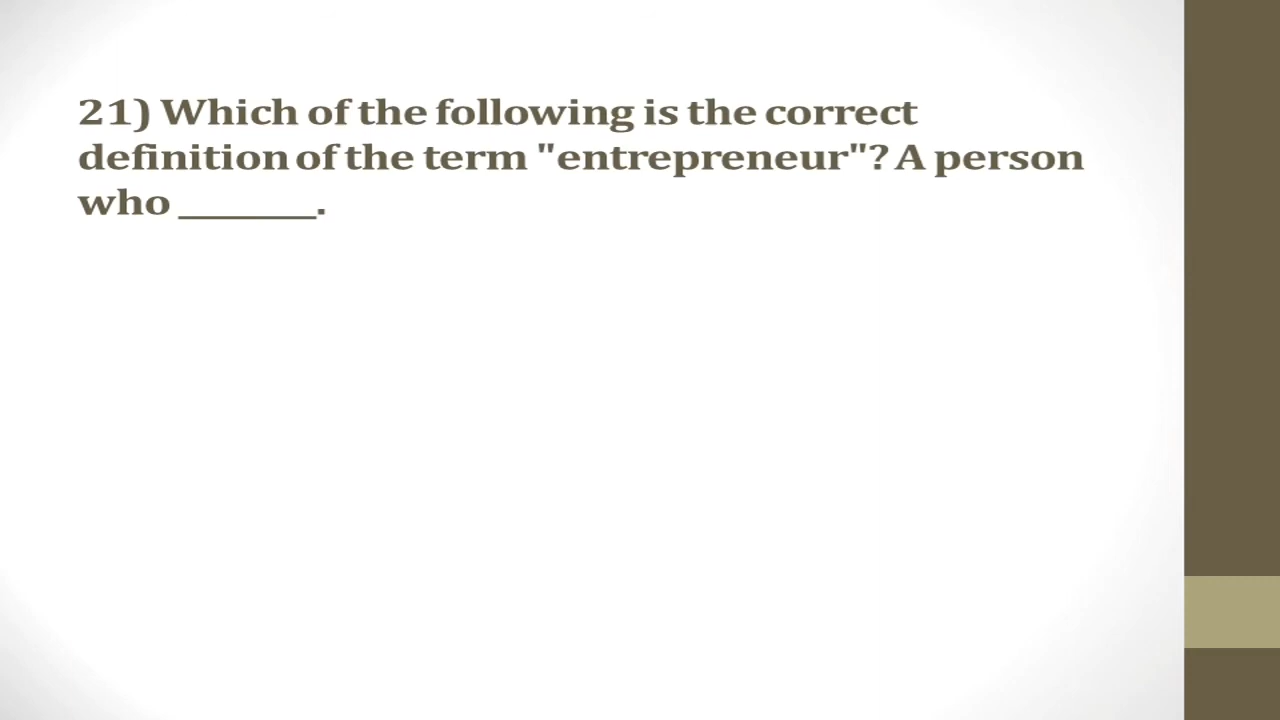 21) Which of the following is the correct
definition of the term "entrepreneur"? A person
who _______.